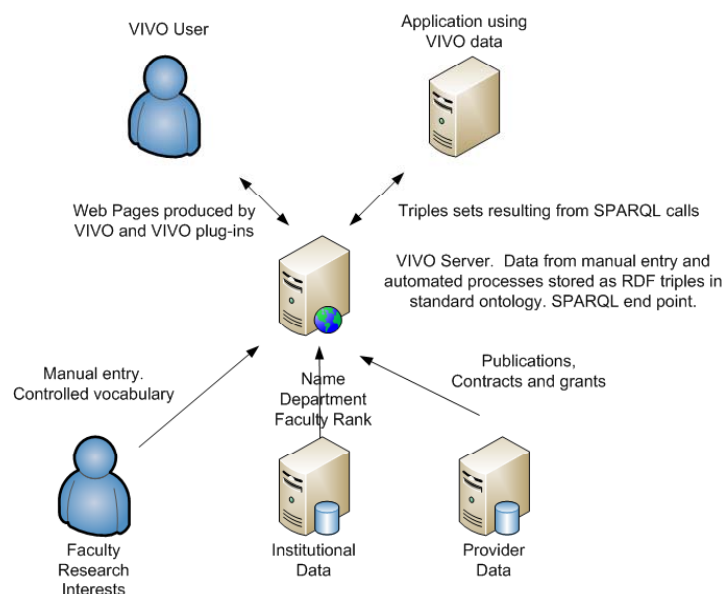 VIVO User
Application using
VIVO data
Web Pages produced by
VIVO and VIVO plug-ins
Triples sets resulting from SPARQL calls
VIVO Server. Data from manual entry and
automated processes stored as RDF triples in
standard ontology. SPARQL end point.
Manual entry.
Controlled vocabulary
Name
Department
Faculty Rank
Publications,
Contracts and grants
Faculty
Research
Interests
Institutional
Data
Provider
Data